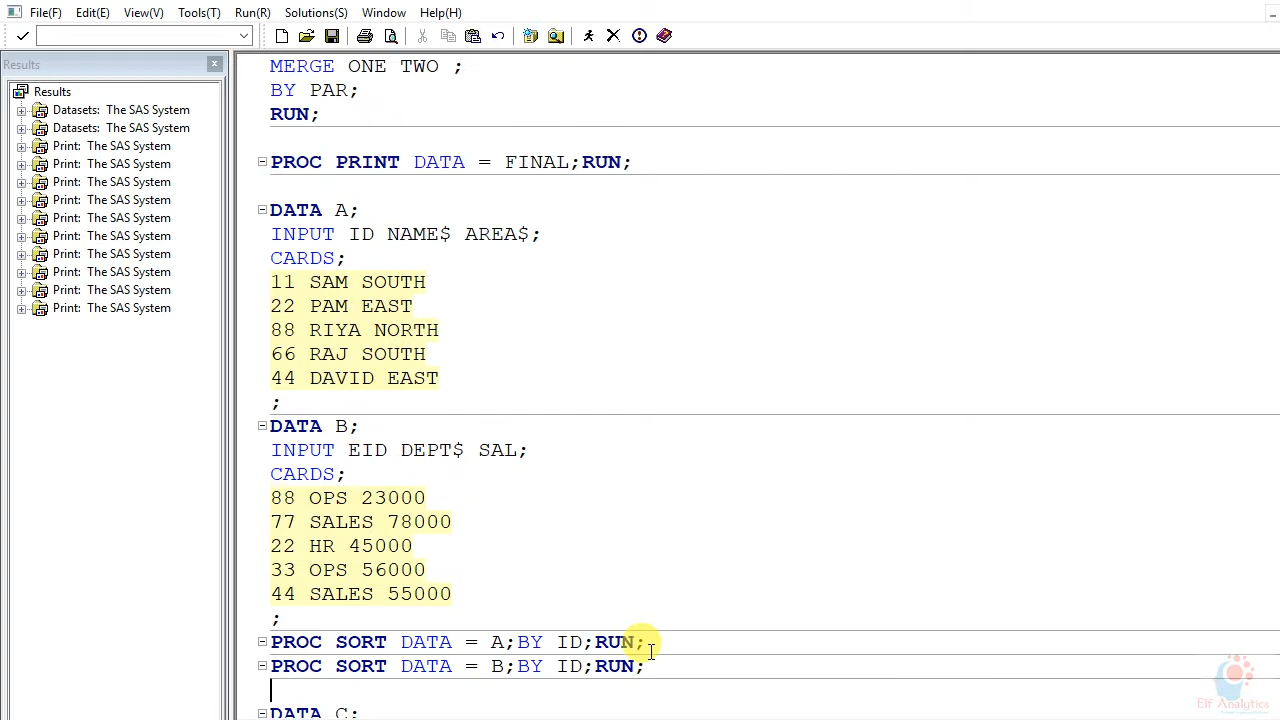 File(F) Edit(E) View(V) Tools(T) Run(R) Solutions(S) Window Help(H)
Results
Results
Datasets: The SAS System
Datasets: The SAS System
Print: The SAS System
Print: The SAS System
Print: The SAS System
Print: The SAS System
Print: The SAS System
Print: The SAS System
Print: The SAS System
Print: The SAS System
Print: The SAS System
Print: The SAS System
MERGE ONE TWO ;
BY PAR;
RUN;
PROC PRINT DATA = FINAL;RUN;
DATA A;
INPUT ID NAME$ AREA$;
CARDS;
11 SAM SOUTH
22 PAM EAST
88 RIYA NORTH
66 RAJ SOUTH
44 DAVID EAST
;
DATA B;
INPUT EID DEPT$ SAL;
CARDS;
88 OPS 23000
77 SALES 78000
22 HR 45000
33 OPS 56000
44 SALES 55000
;
PROC SORT DATA = A;BY ID;RUN;
PROC SORT DATA = B;BY ID;RUN;
DATA C;
Elf Analytics